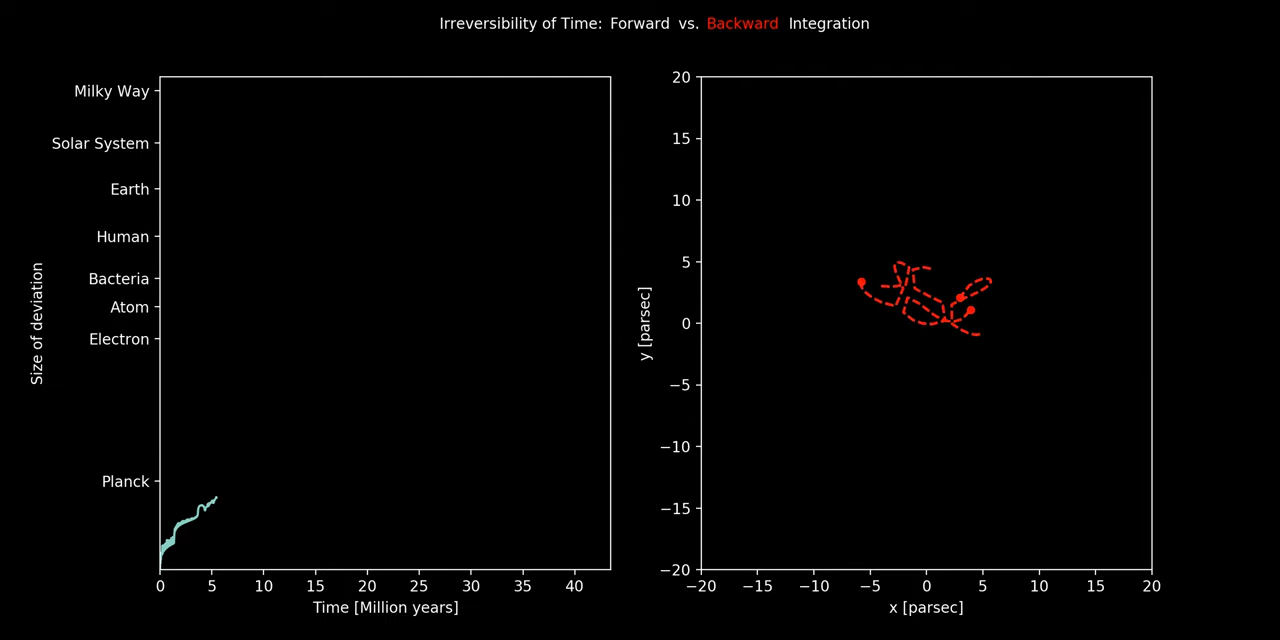 Irreversibility of Time: Forward vs. Backward Integration
Size of deviation
Milky Way
Solar System
Earth
Human
Bacteria
Atom
Electron
Planck
0 5 10 15 20 25 30 35 40
Time [Million years]
y [parsec]
20
15
10
5
0
−5
−10
−15
−20
−20 −15 −10 −5 0 5 10 15 20
x [parsec]